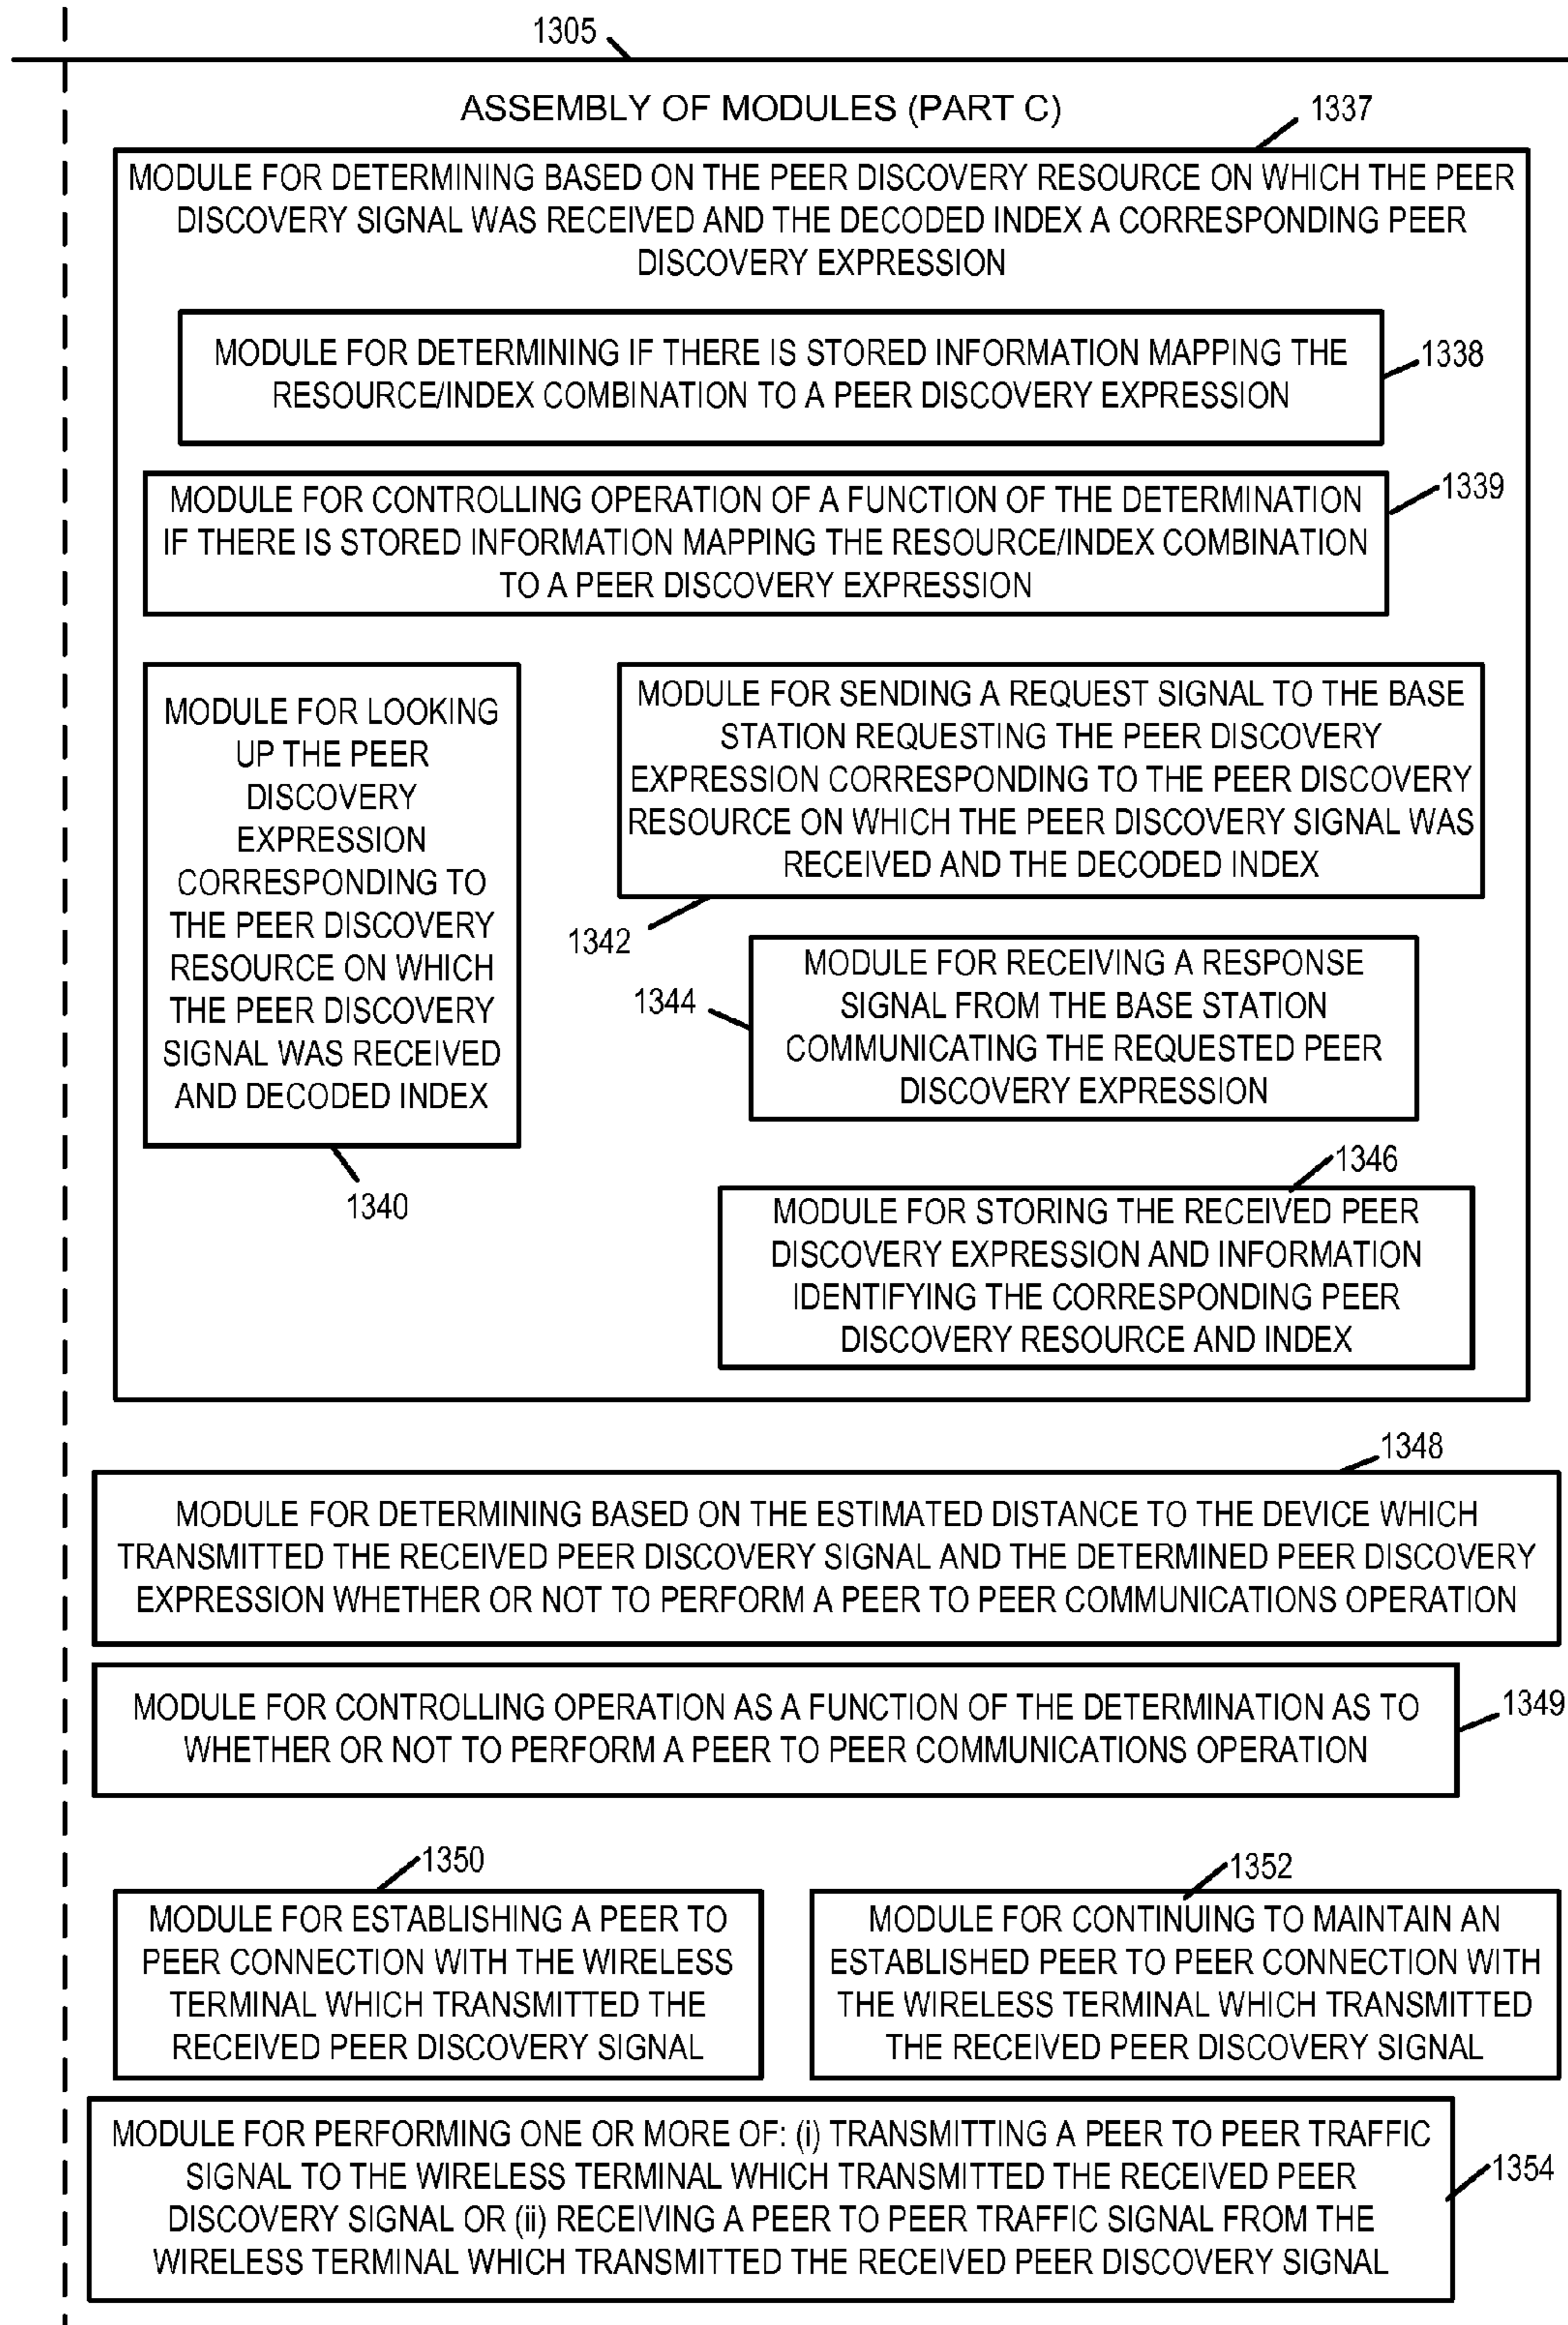 1305
ASSEMBLY OF MODULES (PART C)
1337
MODULE FOR DETERMINING BASED ON THE PEER DISCOVERY RESOURCE ON WHICH THE PEER
DISCOVERY SIGNAL WAS RECEIVED AND THE DECODED INDEX A CORRESPONDING PEER
DISCOVERY EXPRESSION
MODULE FOR DETERMINING IF THERE IS STORED INFORMATION MAPPING THE
RESOURCE/INDEX COMBINATION TO A PEER DISCOVERY EXPRESSION
1338
MODULE FOR CONTROLLING OPERATION OF A FUNCTION OF THE DETERMINATION
IF THERE IS STORED INFORMATION MAPPING THE RESOURCE/INDEX COMBINATION
TO A PEER DISCOVERY EXPRESSION
1339
MODULE FOR LOOKING
UP THE PEER
DISCOVERY
EXPRESSION
CORRESPONDING TO
THE PEER DISCOVERY
RESOURCE ON WHICH
THE PEER DISCOVERY
SIGNAL WAS RECEIVED
AND DECODED INDEX
1340
MODULE FOR SENDING A REQUEST SIGNAL TO THE BASE
STATION REQUESTING THE PEER DISCOVERY
EXPRESSION CORRESPONDING TO THE PEER DISCOVERY
RESOURCE ON WHICH THE PEER DISCOVERY SIGNAL WAS
RECEIVED AND THE DECODED INDEX
1342
MODULE FOR RECEIVING A RESPONSE
SIGNAL FROM THE BASE STATION
COMMUNICATING THE REQUESTED PEER
DISCOVERY EXPRESSION
1344
1346
MODULE FOR STORING THE RECEIVED PEER
DISCOVERY EXPRESSION AND INFORMATION
IDENTIFYING THE CORRESPONDING PEER
DISCOVERY RESOURCE AND INDEX
1348
MODULE FOR DETERMINING BASED ON THE ESTIMATED DISTANCE TO THE DEVICE WHICH
TRANSMITTED THE RECEIVED PEER DISCOVERY SIGNAL AND THE DETERMINED PEER DISCOVERY
EXPRESSION WHETHER OR NOT TO PERFORM A PEER TO PEER COMMUNICATIONS OPERATION
MODULE FOR CONTROLLING OPERATION AS A FUNCTION OF THE DETERMINATION AS TO
WHETHER OR NOT TO PERFORM A PEER TO PEER COMMUNICATIONS OPERATION
1349
1350
MODULE FOR ESTABLISHING A PEER TO
PEER CONNECTION WITH THE WIRELESS
TERMINAL WHICH TRANSMITTED THE
RECEIVED PEER DISCOVERY SIGNAL
1352
MODULE FOR CONTINUING TO MAINTAIN AN
ESTABLISHED PEER TO PEER CONNECTION WITH
THE WIRELESS TERMINAL WHICH TRANSMITTED
THE RECEIVED PEER DISCOVERY SIGNAL
MODULE FOR PERFORMING ONE OR MORE OF: (i) TRANSMITTING A PEER TO PEER TRAFFIC
SIGNAL TO THE WIRELESS TERMINAL WHICH TRANSMITTED THE RECEIVED PEER
DISCOVERY SIGNAL OR (ii) RECEIVING A PEER TO PEER TRAFFIC SIGNAL FROM THE
WIRELESS TERMINAL WHICH TRANSMITTED THE RECEIVED PEER DISCOVERY SIGNAL
1354